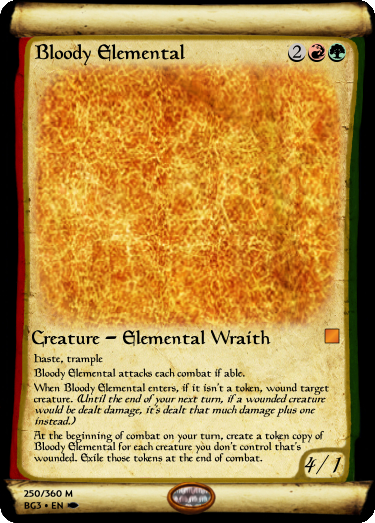 Bloody Elemental 2
Creature – Elemental Wraith
haste, trample
Bloody Elemental attacks each combat if able.
When Bloody Elemental enters, if it isn't a token, wound target
creature. (Until the end of your next turn, if a wounded creature
would be dealt damage, it's dealt that much damage plus one
instead.)
At the beginning of combat on your turn, create a token copy of
Bloody Elemental for each creature you don't control that's
wounded. Exile those tokens at the end of combat.
4/1
250/360 M
BG3 • EN